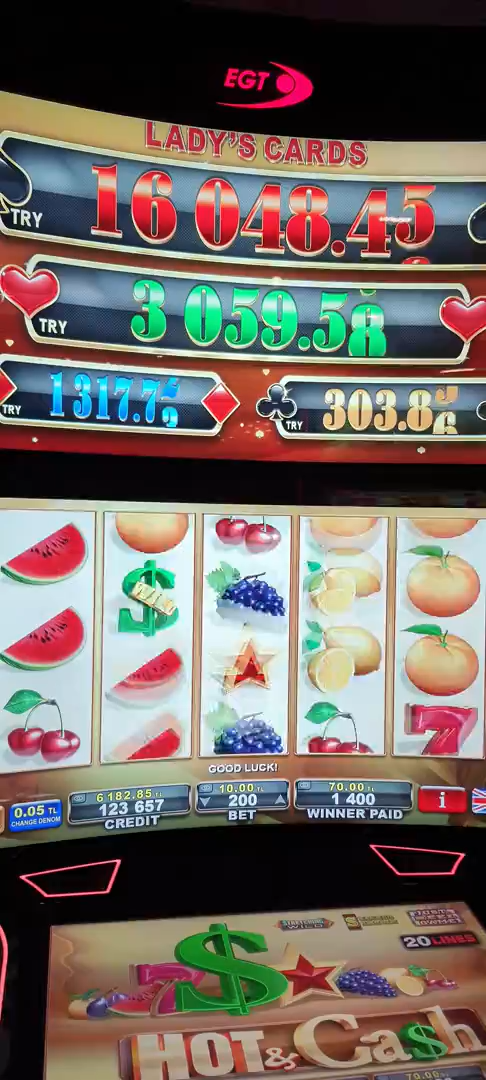 EGT
LADY'S CARDS
TRY 16 048.45
TRY 3 059.58
TRY 1317.7
TRY 303.8
GOOD LUCK!
0.05 TL
CHANGE DENOM
6 182.85 TL
123 657
CREDIT
10.00 TL
200
BET
70.00 TL
1 400
WINNER PAID
i
20 LINES
HOT & Cash
70.00